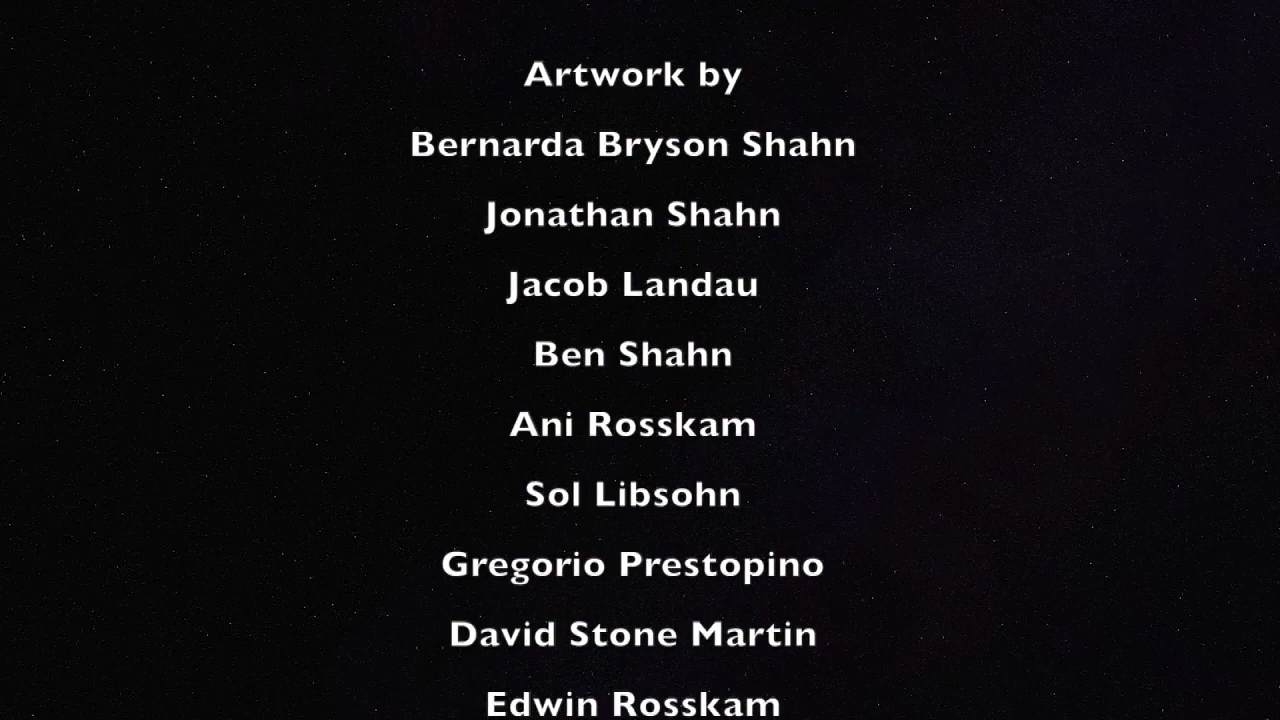 Artwork by
Bernarda Bryson Shahn
Jonathan Shahn
Jacob Landau
Ben Shahn
Ani Rosskam
Sol Libsohn
Gregorio Prestopino
David Stone Martin
Edwin Rosskam